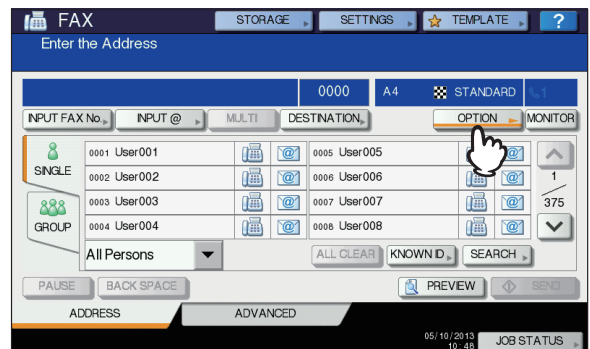 FAX STORAGE SETTINGS TEMPLATE ?
Enter the Address
0000 A4 STANDARD 1
INPUT FAX No. INPUT @ MULTI DESTINATION OPTION MONITOR
SINGLE
GROUP
0001 User001 @ 0005 User005 @
0002 User002 @ 0006 User006 @
0003 User003 @ 0007 User007 @
0004 User004 @ 0008 User008 @
1
375
All Persons ALL CLEAR KNOWN ID SEARCH
PAUSE BACK SPACE PREVIEW SEND
ADDRESS ADVANCED
05/10/2013
10:48
JOB STATUS